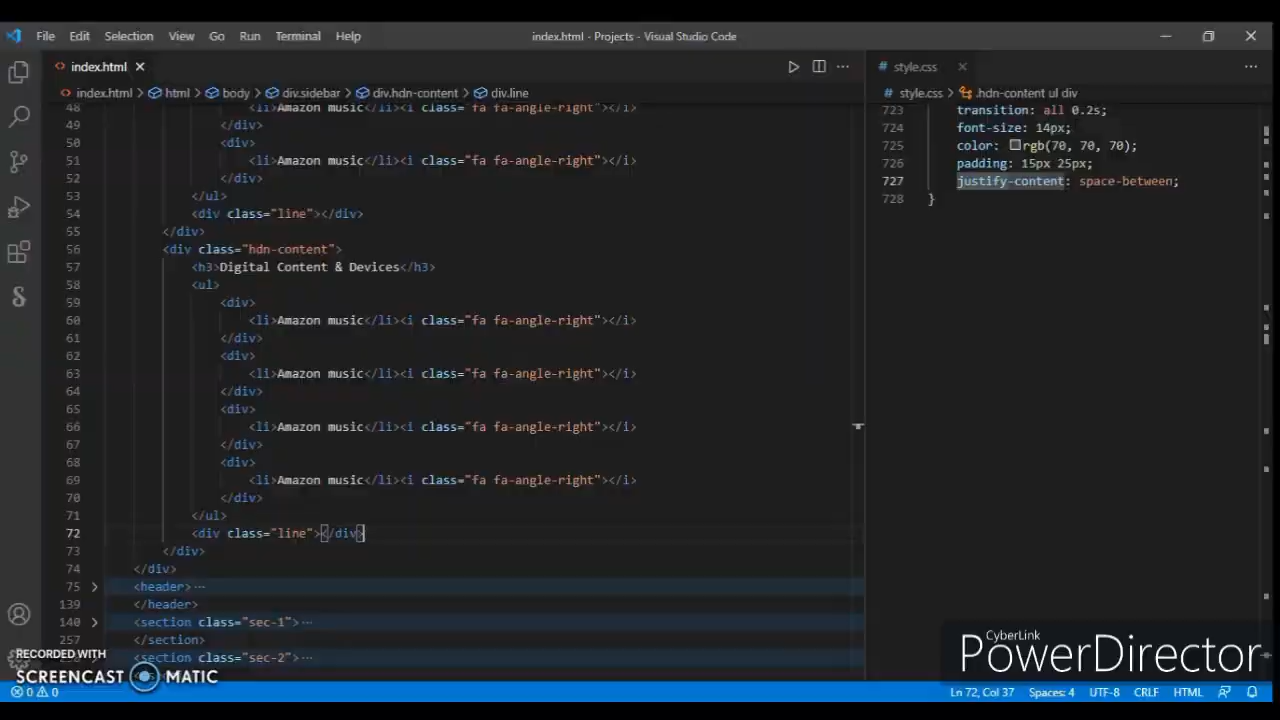 File Edit Selection View Go Run Terminal Help index.html - Projects - Visual Studio Code
index.html
index.html html body div.sidebar div.hdn-content div.line
48 <li>Amazon music</li><i class="fa fa-angle-right"></i>
49 </div>
50 <div>
51 <li>Amazon music</li><i class="fa fa-angle-right"></i>
52 </div>
53 </ul>
54 <div class="line"></div>
55 </div>
56 <div class="hdn-content">
57 <h3>Digital Content & Devices</h3>
58 <ul>
59 <div>
60 <li>Amazon music</li><i class="fa fa-angle-right"></i>
61 </div>
62 <div>
63 <li>Amazon music</li><i class="fa fa-angle-right"></i>
64 </div>
65 <div>
66 <li>Amazon music</li><i class="fa fa-angle-right"></i>
67 </div>
68 <div>
69 <li>Amazon music</li><i class="fa fa-angle-right"></i>
70 </div>
71 </ul>
72 <div class="line"></div>
73 </div>
74 </div>
75 <header>
139 </header>
140 <section class="sec-1">
257 </section>
<section class="sec-2">
style.css
style.css .hdn-content ul div
723 transition: all 0.2s;
724 font-size: 14px;
725 color: rgb(70, 70, 70);
726 padding: 15px 25px;
727 justify-content: space-between;
728 }
RECORDED WITH
SCREENCAST MATIC
CyberLink
PowerDirector
0 0 Ln 72, Col 37 Spaces: 4 UTF-8 CRLF HTML